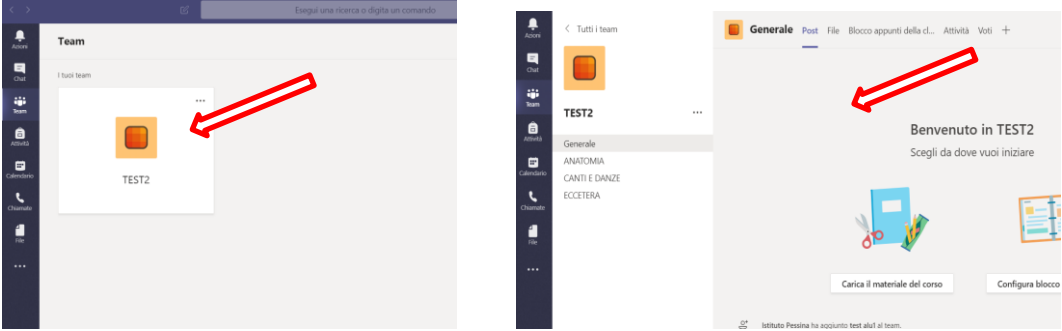 Esegui una ricerca o digita un comando
Azioni
Chat
Team
Attività
Calendario
Chiamate
File
Team
I tuoi team
TEST2
Azioni
Chat
Team
Attività
Calendario
Chiamate
File
Tutti i team
TEST2
Generale
ANATOMIA
CANTI E DANZE
ECCETERA
Generale Post File Blocco appunti della cl... Attività Voti +
Benvenuto in TEST2
Scegli da dove vuoi iniziare
Carica il materiale del corso
Configura blocco
Istituto Pessina ha aggiunto test alu1 al team.